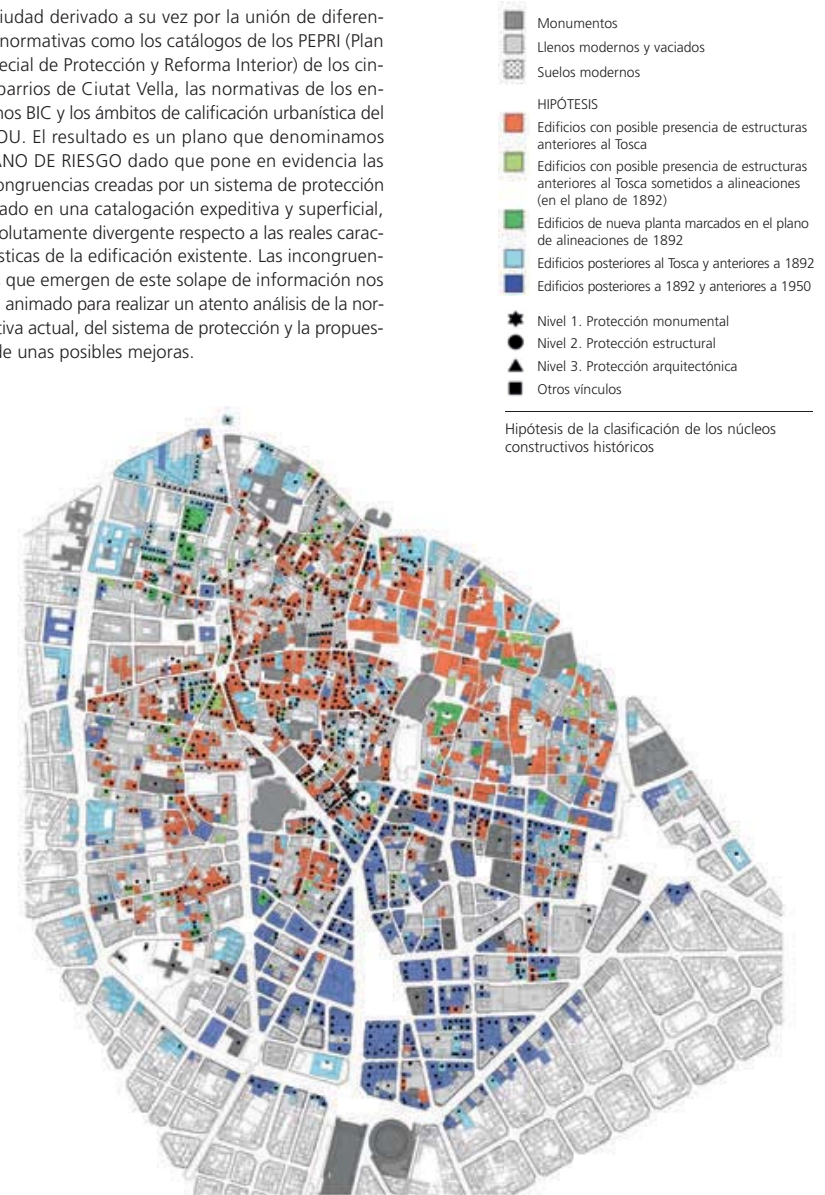 iudad derivado a su vez por la unión de diferen-
normativas como los catálogos de los PEPRI (Plan
ecial de Protección y Reforma Interior) de los cin-
barrios de Ciutat Vella, las normativas de los en-
nos BIC y los ámbitos de calificación urbanística del
OU. El resultado es un plano que denominamos
ANO DE RIESGO dado que pone en evidencia las
ongruencias creadas por un sistema de protección
ado en una catalogación expeditiva y superficial,
solutamente divergente respecto a las reales carac-
sticas de la edificación existente. Las incongruen-
que emergen de este solape de información nos
animado para realizar un atento análisis de la nor-
tiva actual, del sistema de protección y la propues-
de unas posibles mejoras.
Monumentos
Llenos modernos y vaciados
Suelos modernos
HIPÓTESIS
Edificios con posible presencia de estructuras
anteriores al Tosca
Edificios con posible presencia de estructuras
anteriores al Tosca sometidos a alineaciones
(en el plano de 1892)
Edificios de nueva planta marcados en el plano
de alineaciones de 1892
Edificios posteriores al Tosca y anteriores a 1892
Edificios posteriores a 1892 y anteriores a 1950
Nivel 1. Protección monumental
Nivel 2. Protección estructural
Nivel 3. Protección arquitectónica
Otros vínculos
Hipótesis de la clasificación de los núcleos
constructivos históricos